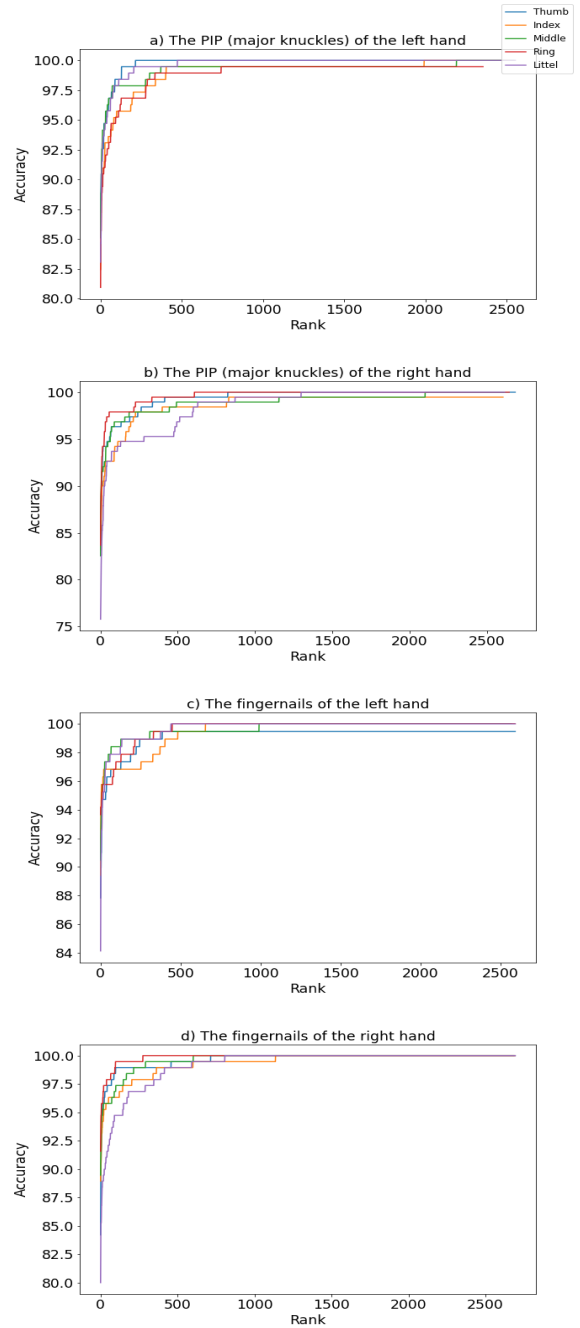 Thumb
Index
Middle
Ring
Littel
a) The PIP (major knuckles) of the left hand
100.0
97.5
95.0
92.5
90.0
87.5
85.0
82.5
80.0
Accuracy
0 500 1000 1500 2000 2500
Rank
b) The PIP (major knuckles) of the right hand
100
95
90
85
80
75
Accuracy
0 500 1000 1500 2000 2500
Rank
c) The fingernails of the left hand
100
98
96
94
92
90
88
86
84
Accuracy
0 500 1000 1500 2000 2500
Rank
d) The fingernails of the right hand
100.0
97.5
95.0
92.5
90.0
87.5
85.0
82.5
80.0
Accuracy
0 500 1000 1500 2000 2500
Rank